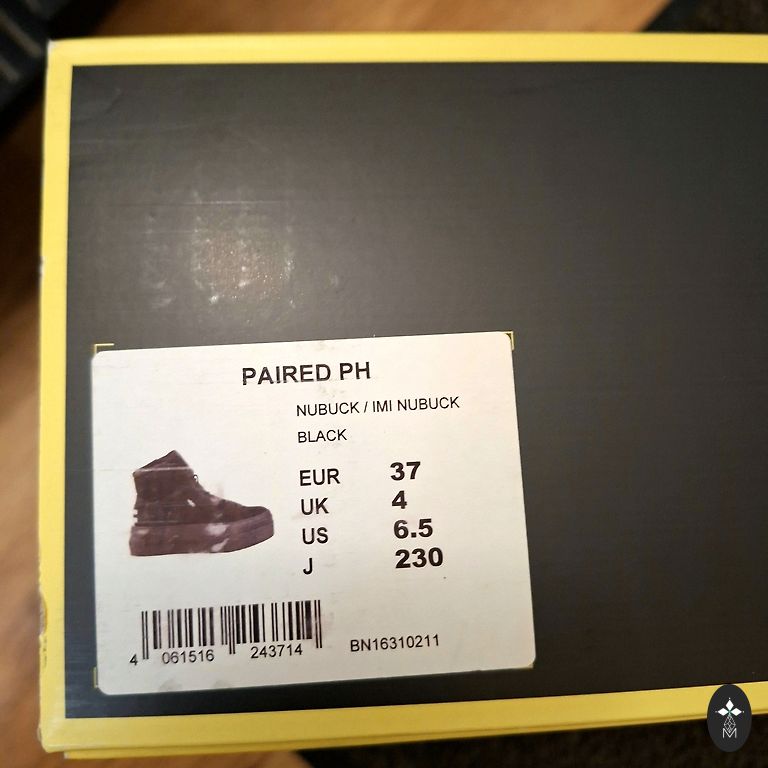 PAIRED PH
NUBUCK / IMI NUBUCK
BLACK
EUR 37
UK 4
US 6.5
J 230
4 061516 243714
BN16310211
M